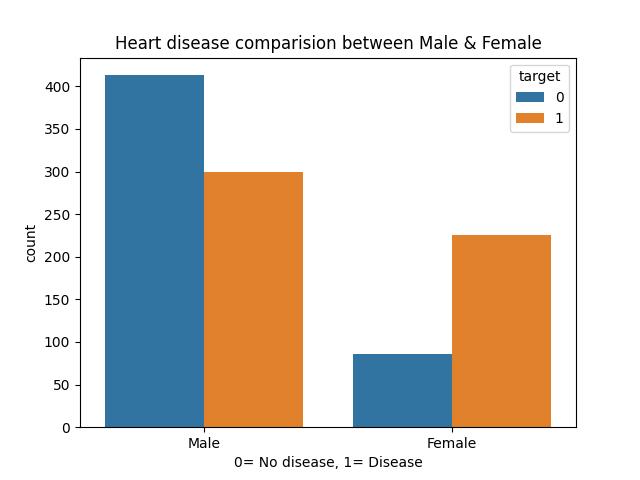 Heart disease comparision between Male & Female
target
0
1
400
350
300
250
200
150
100
50
0
count
Male Female
0= No disease, 1= Disease